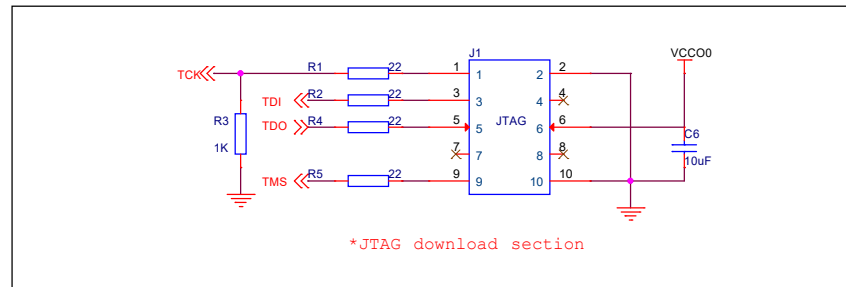 J1
VCCO0
TCK
R1
22
1
1
2
2
TDI
R2
22
3
3
4
4
R3
1K
TDO
R4
22
5
5
JTAG
6
6
C6
10uF
7
7
8
8
TMS
R5
22
9
9
10
10
*JTAG download section